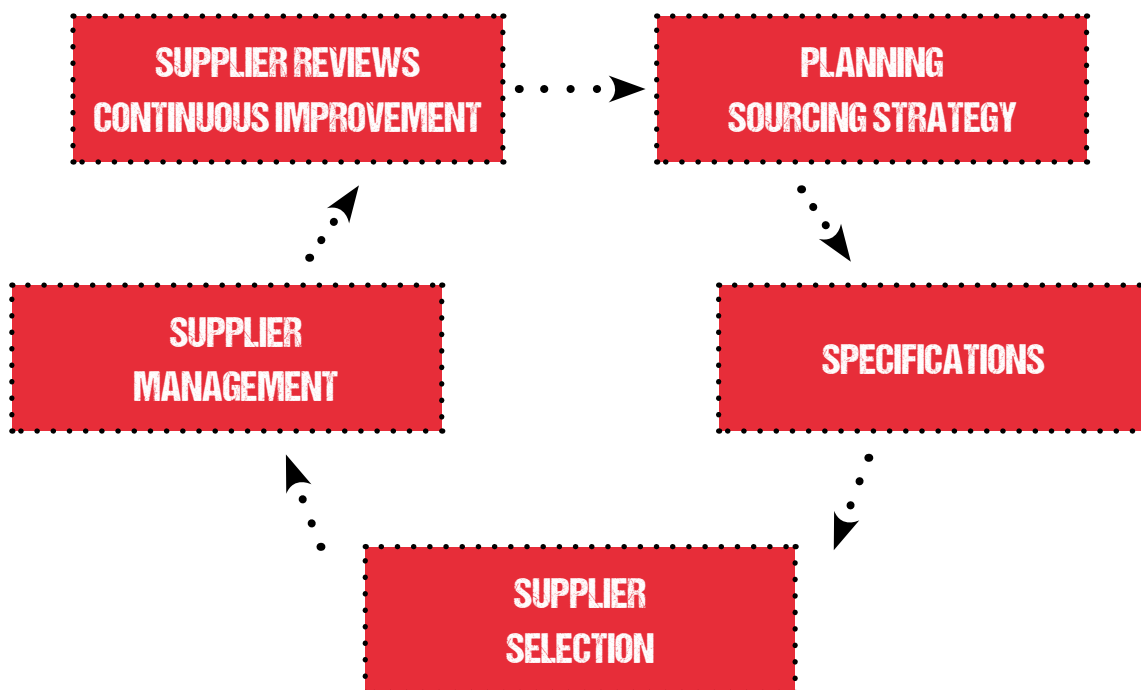 SUPPLIER REVIEWS
CONTINUOUS IMPROVEMENT
PLANNING
SOURCING STRATEGY
SUPPLIER
MANAGEMENT
SPECIFICATIONS
SUPPLIER
SELECTION